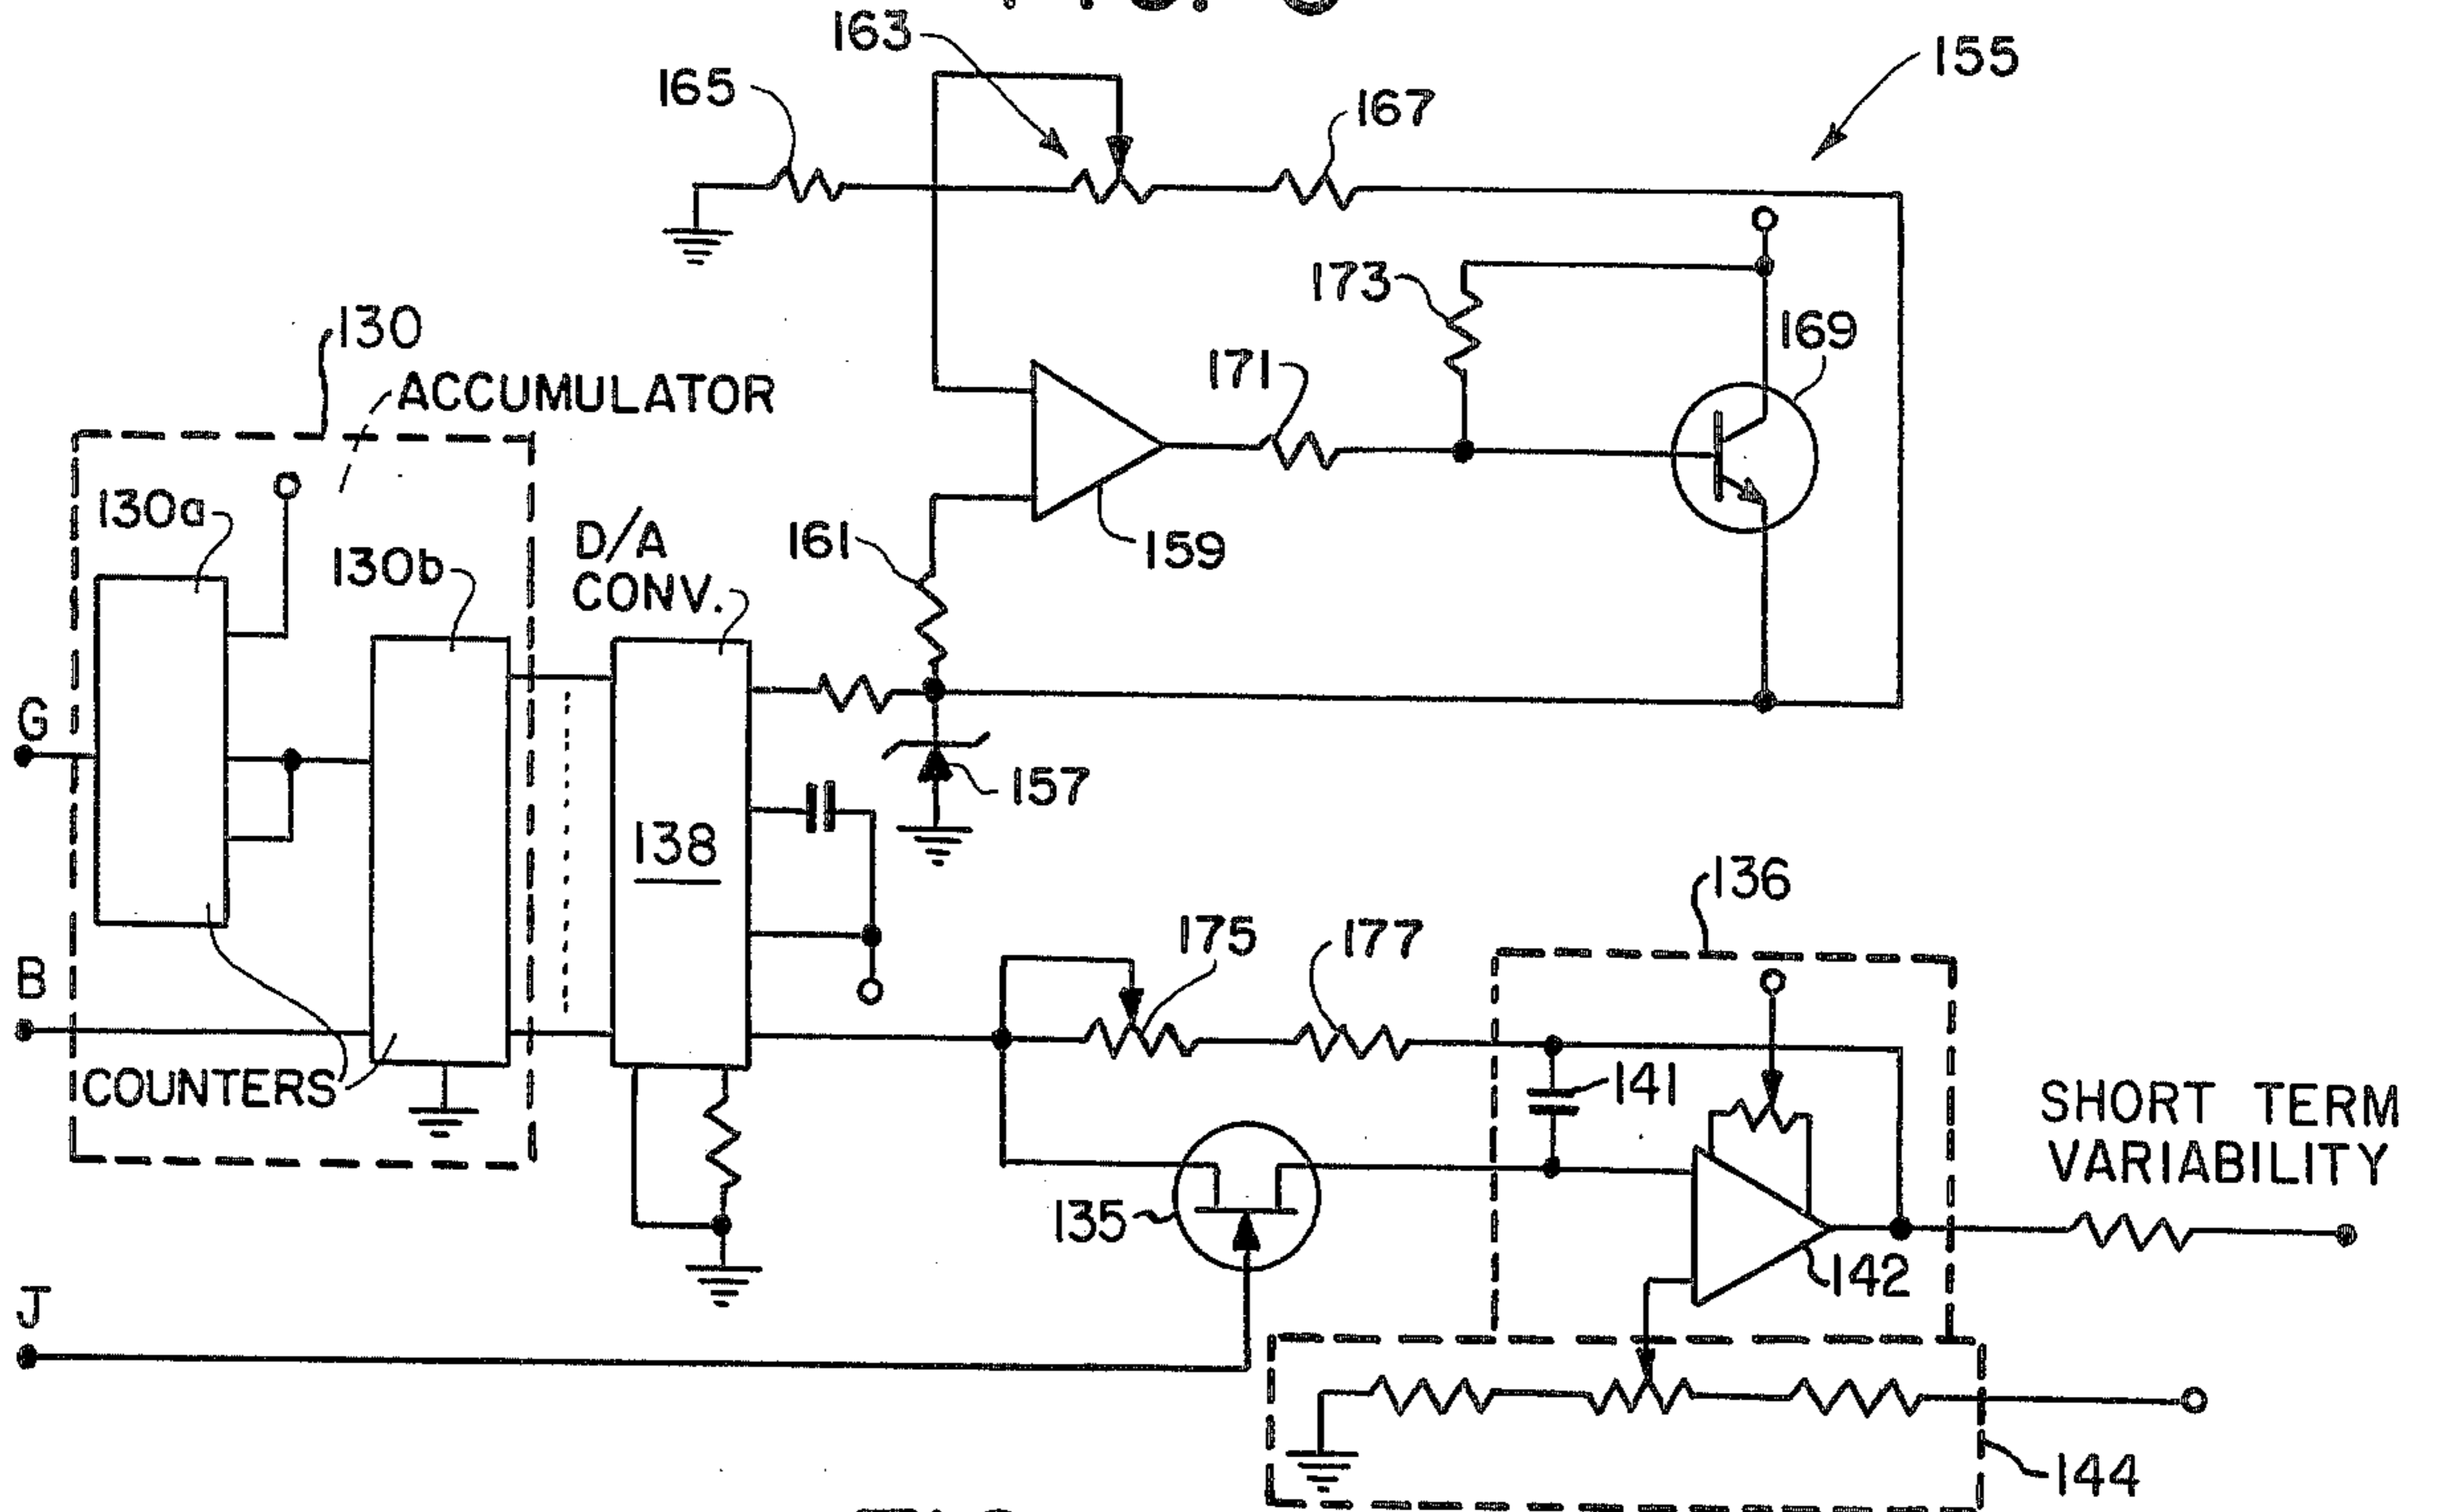 163
155
165
167
173
130
169
ACCUMULATOR
171
130a
D/A
CONV.
161
159
130b
G
157
138
136
175
177
B
141
COUNTERS
SHORT TERM
VARIABILITY
135
142
J
144